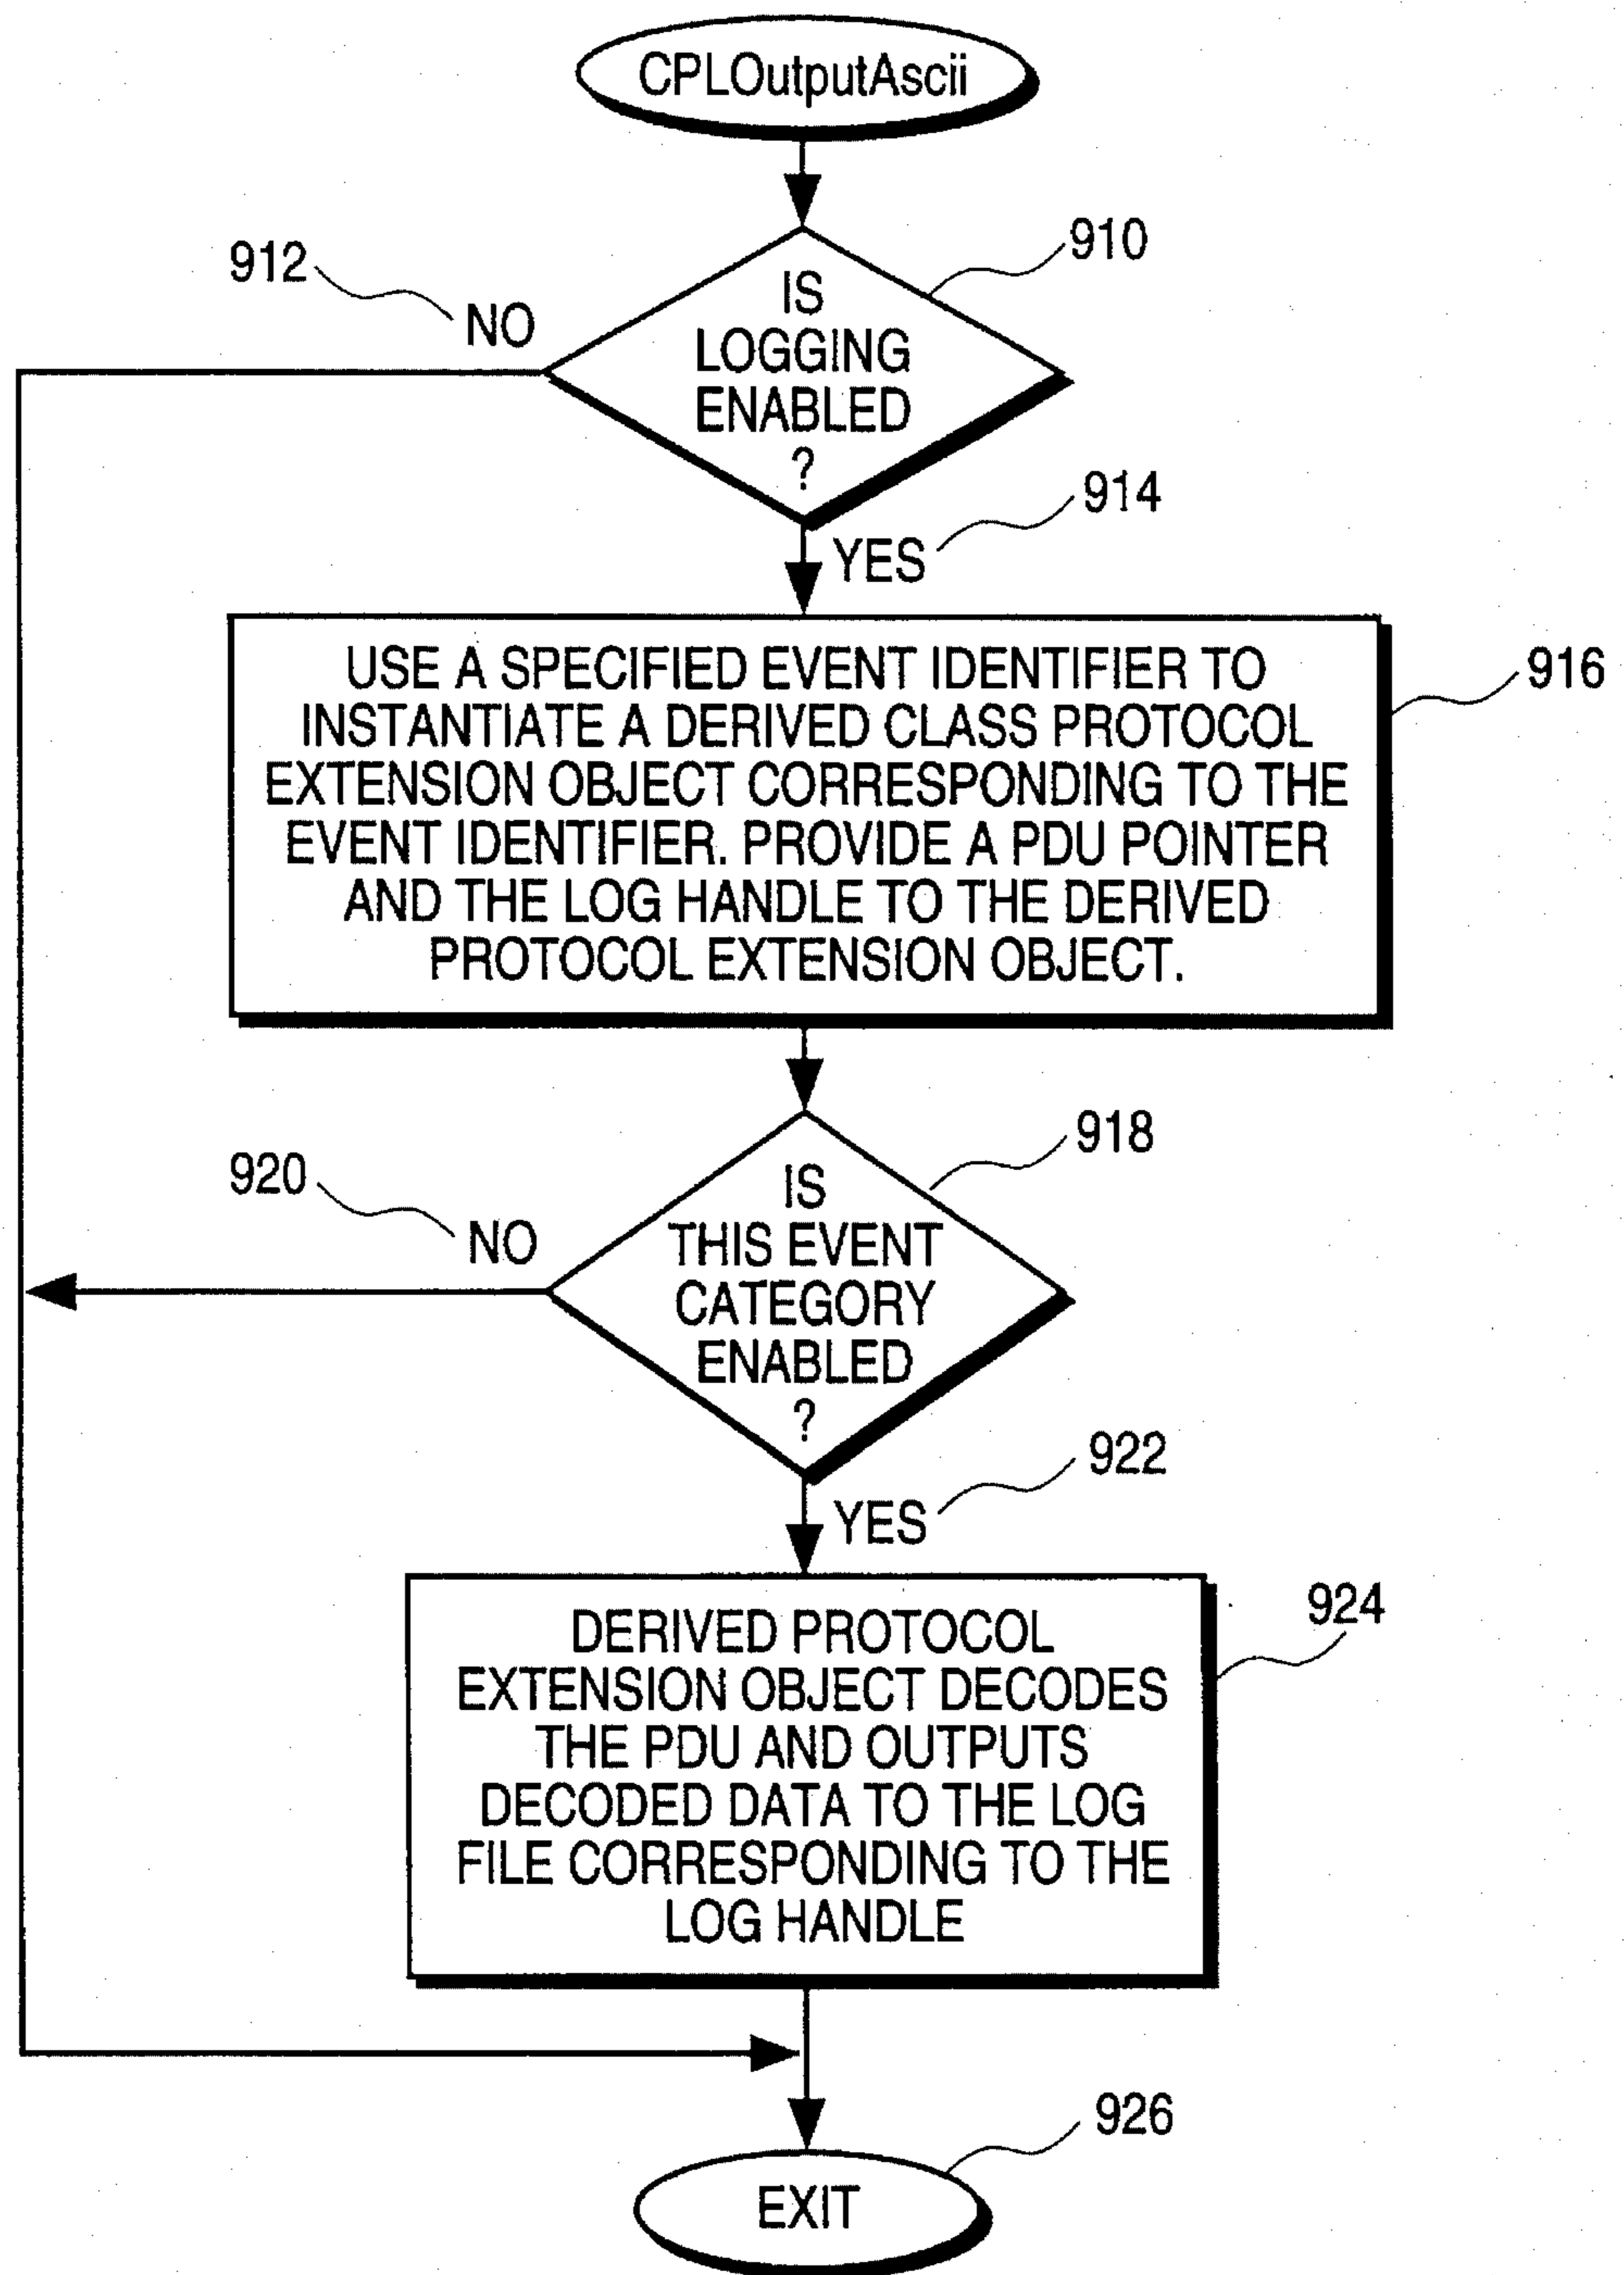 CPLOutputAscii
910
912
IS
LOGGING
ENABLED
?
NO
914
YES
USE A SPECIFIED EVENT IDENTIFIER TO
INSTANTIATE A DERIVED CLASS PROTOCOL
EXTENSION OBJECT CORRESPONDING TO THE
EVENT IDENTIFIER. PROVIDE A PDU POINTER
AND THE LOG HANDLE TO THE DERIVED
PROTOCOL EXTENSION OBJECT.
916
918
920
IS
THIS EVENT
CATEGORY
ENABLED
?
NO
922
YES
DERIVED PROTOCOL
EXTENSION OBJECT DECODES
THE PDU AND OUTPUTS
DECODED DATA TO THE LOG
FILE CORRESPONDING TO THE
LOG HANDLE
924
926
EXIT